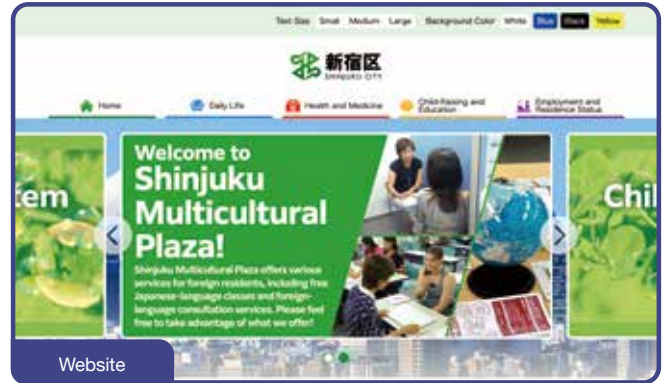 Text Size Small Medium Large Background Color White Blue Black Yellow
新宿区
SHINJUKU CITY
Home Daily Life Health and Medicine Child-Raising and Education Employment and Residence Status
tem
Welcome to
Shinjuku
Multicultural
Plaza!
Shinjuku Multicultural Plaza offers various
services for foreign residents, including free
Japanese-language classes and foreign-
language consultation services. Please feel
free to take advantage of what we offer!
Chil
Website